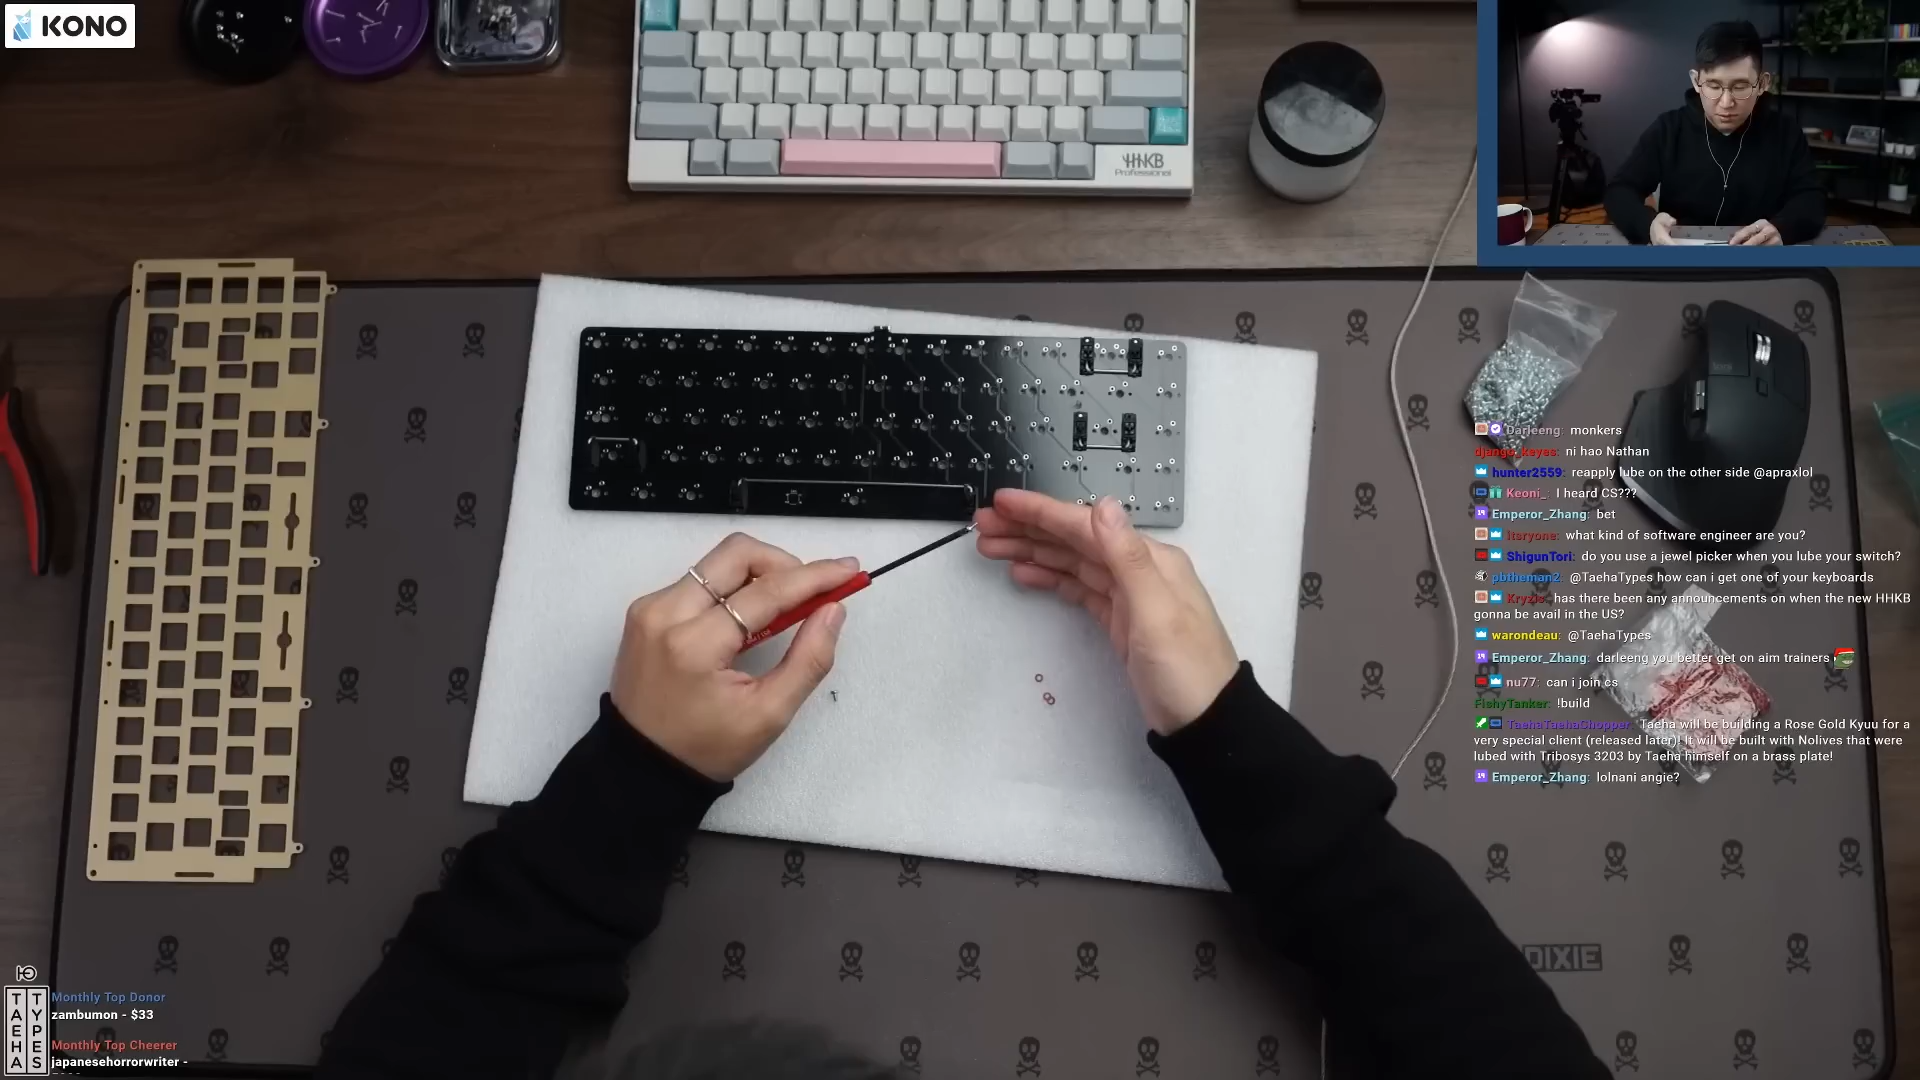 KONO
HHKB
Professional
Darleeng: monkers
django_kayes: ni hao Nathan
hunter2559: reapply lube on the other side @apraxlol
Keoni_: I heard CS???
Emperor_Zhang: bet
itsryone: what kind of software engineer are you?
ShigunTori: do you use a jewel picker when you lube your switch?
pbtheman2: @TaehaTypes how can i get one of your keyboards
Kryzis: has there been any announcements on when the new HHKB
gonna be avail in the US?
warondeau: @TaehaTypes
Emperor_Zhang: darleeng you better get on aim trainers
nu77: can i join cs
FishyTanker: !build
TaehaTaehaChopper: Taeha will be building a Rose Gold Kyuu for a
very special client (released later)! It will be built with Nolives that were
lubed with Tribosys 3203 by Taeha himself on a brass plate!
Emperor_Zhang: lolnani angie?
DIXIE
TAEHA
TYPES
Monthly Top Donor
zambumon - $33
Monthly Top Cheerer
japanesehorrorwriter -